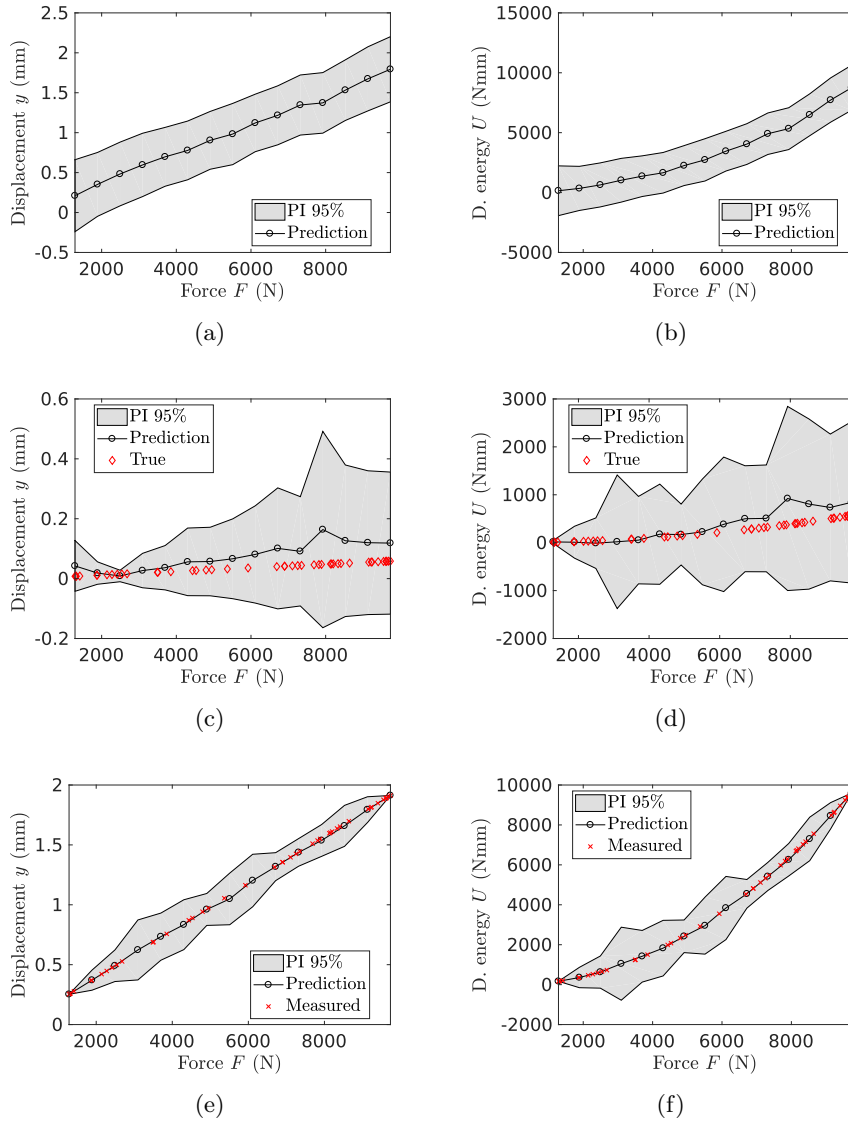 2.5
2
1.5
1
0.5
0
-0.5
Displacement y (mm)
2000 4000 6000 8000
Force F (N)
PI 95%
Prediction
(a)
15000
10000
5000
0
-5000
D. energy U (Nmm)
2000 4000 6000 8000
Force F (N)
PI 95%
Prediction
(b)
0.6
0.4
0.2
0
-0.2
Displacement y (mm)
2000 4000 6000 8000
Force F (N)
PI 95%
Prediction
True
(c)
3000
2000
1000
0
-1000
-2000
D. energy U (Nmm)
2000 4000 6000 8000
Force F (N)
PI 95%
Prediction
True
(d)
2
1.5
1
0.5
0
Displacement y (mm)
2000 4000 6000 8000
Force F (N)
PI 95%
Prediction
Measured
(e)
10000
8000
6000
4000
2000
0
-2000
D. energy U (Nmm)
2000 4000 6000 8000
Force F (N)
PI 95%
Prediction
Measured
(f)